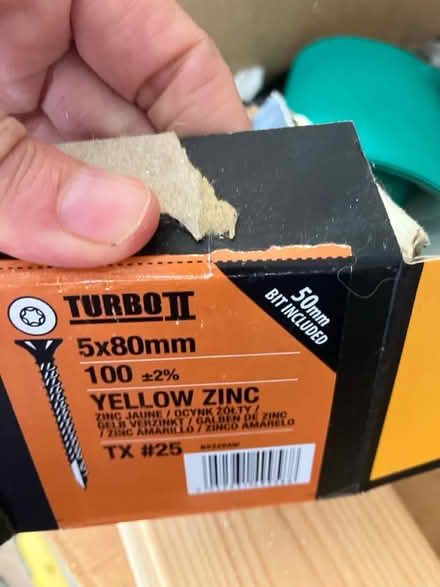 TURBO II
50mm
BIT INCLUDED
5x80mm
100 ±2%
YELLOW ZINC
ZINC JAUNE / OCYNK ŻÓŁTY /
GELB VERZINKT / GALBEN DE ZINC
/ ZINC AMARILLO / ZINCO AMARELO
TX #25